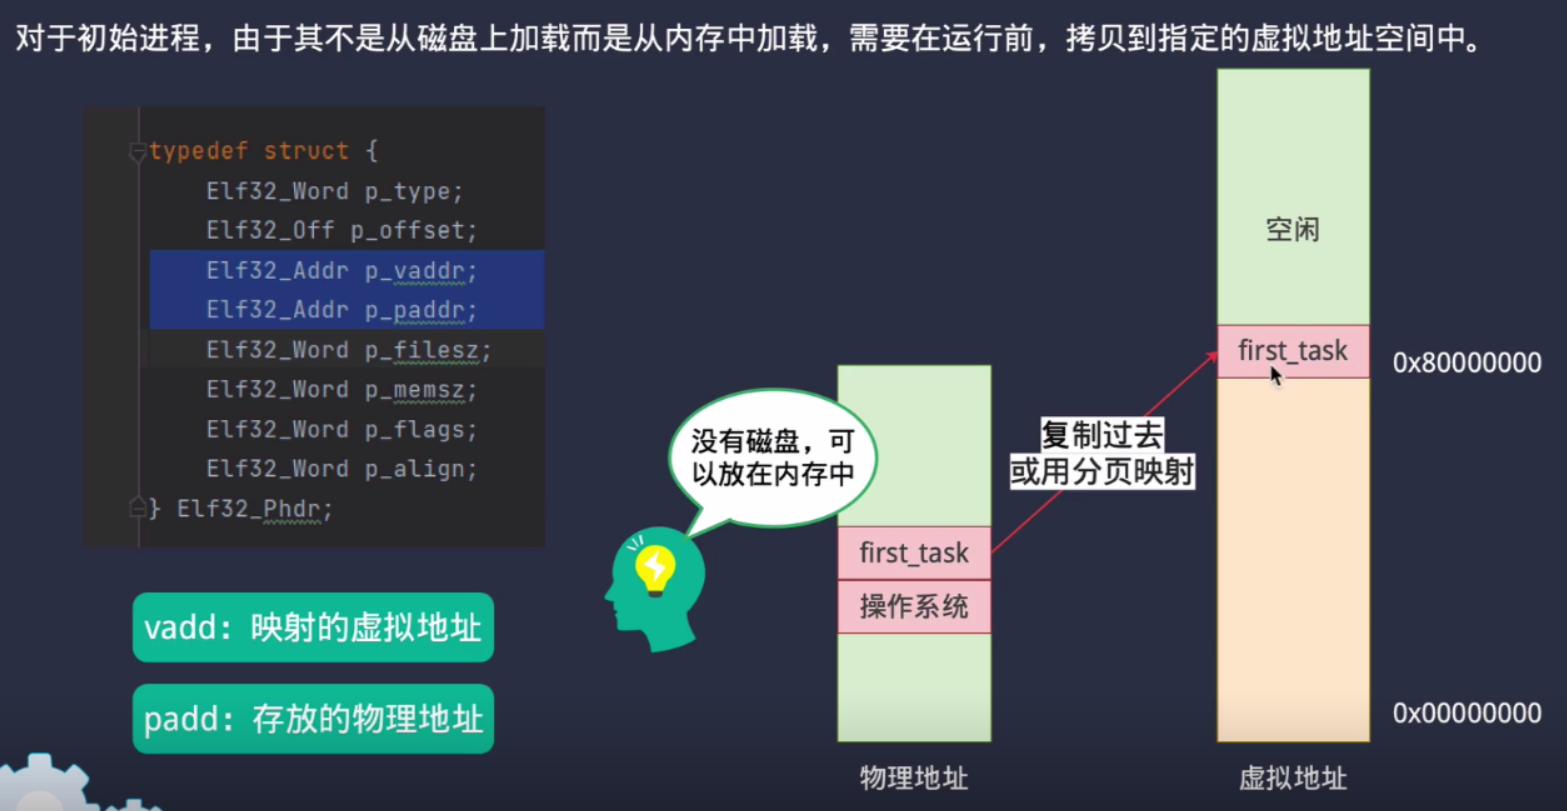 对于初始进程，由于其不是从磁盘上加载而是从内存中加载，需要在运行前，拷贝到指定的虚拟地址空间中。
typedef struct {
Elf32_Word p_type;
Elf32_Off p_offset;
Elf32_Addr p_vaddr;
Elf32_Addr p_paddr;
Elf32_Word p_filesz;
Elf32_Word p_memsz;
Elf32_Word p_flags;
Elf32_Word p_align;
} Elf32_Phdr;
vadd：映射的虚拟地址
padd：存放的物理地址
没有磁盘，可
以放在内存中
first_task
操作系统
物理地址
复制过去
或用分页映射
空闲
first_task
0x80000000
0x00000000
虚拟地址